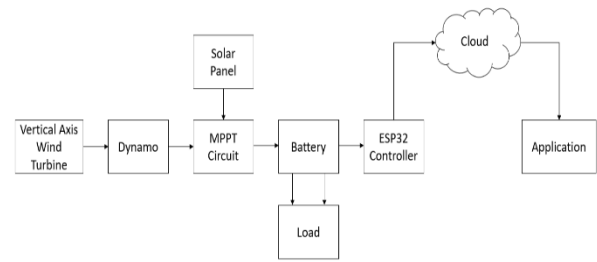 Cloud
Solar
Panel
Vertical Axis
Wind
Turbine
Dynamo
MPPT
Circuit
Battery
ESP32
Controller
Application
Load